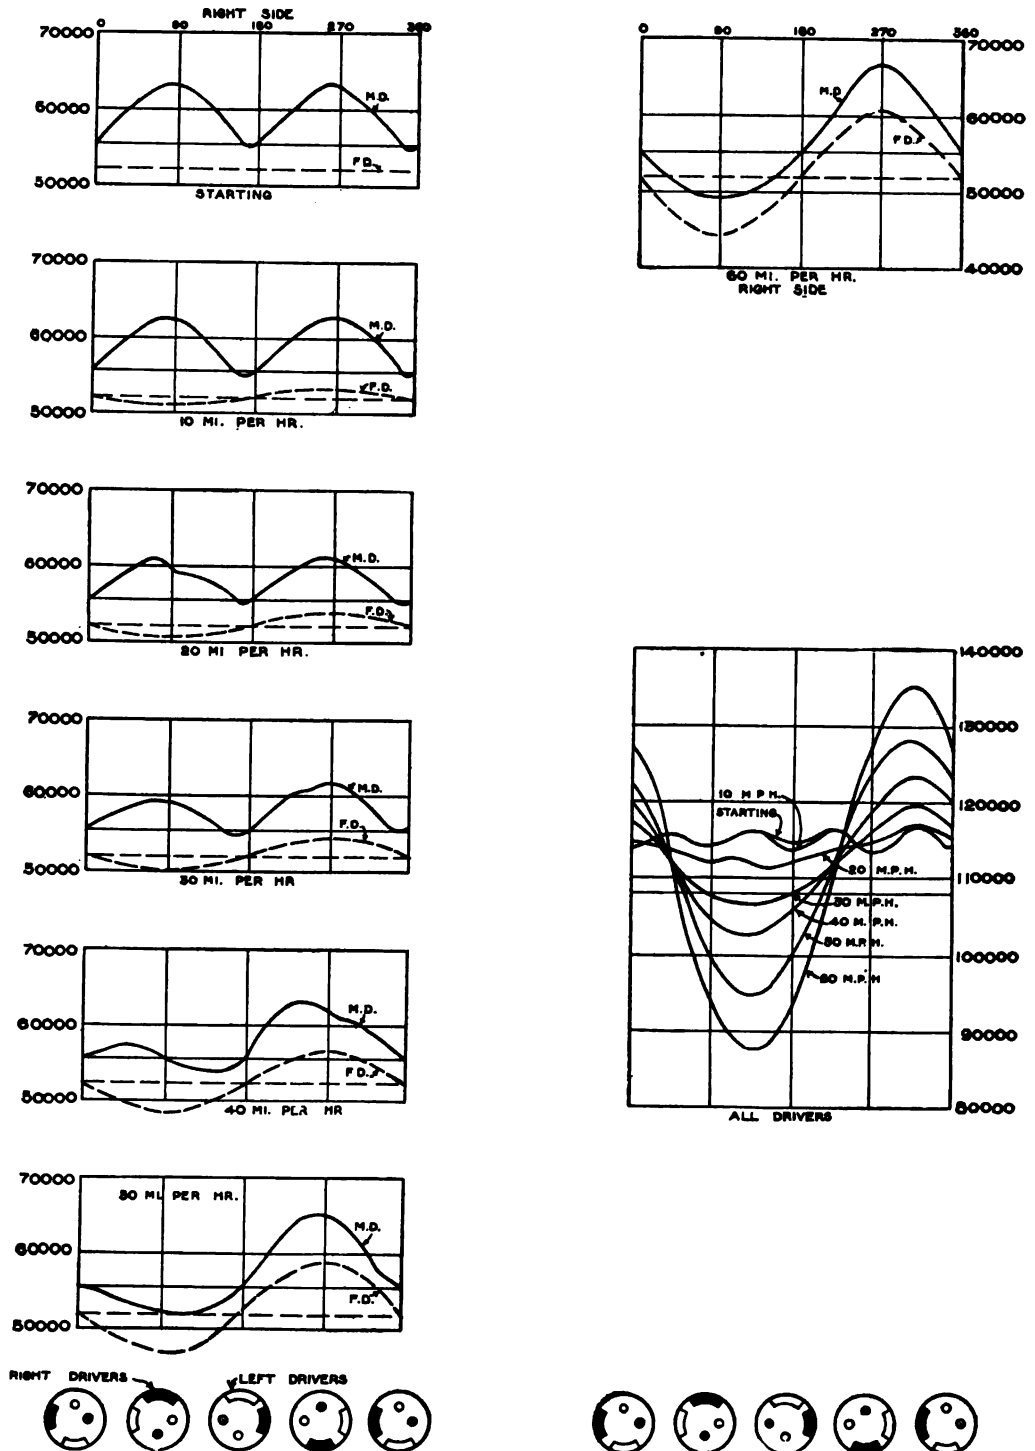 RIGHT SIDE
0 90 180 270 360
70000
60000
50000
M.D.
F.D.
STARTING
70000
60000
50000
M.D.
F.D.
10 MI. PER HR.
70000
60000
50000
M.D.
F.D.
20 MI PER HR.
70000
60000
50000
M.D.
F.D.
30 MI. PER HR
70000
60000
50000
M.D.
F.D.
40 MI. PER HR
70000
60000
50000
50 MI. PER HR.
M.D.
F.D.
RIGHT DRIVERS
LEFT DRIVERS
0 90 180 270 360
70000
60000
50000
40000
M.D
F.D.
60 MI. PER HR.
RIGHT SIDE
140000
130000
120000
110000
100000
90000
80000
10 M.P.H.
STARTING
20 M.P.H.
30 M.P.H.
40 M.P.H.
50 M.P.H.
60 M.P.H
ALL DRIVERS